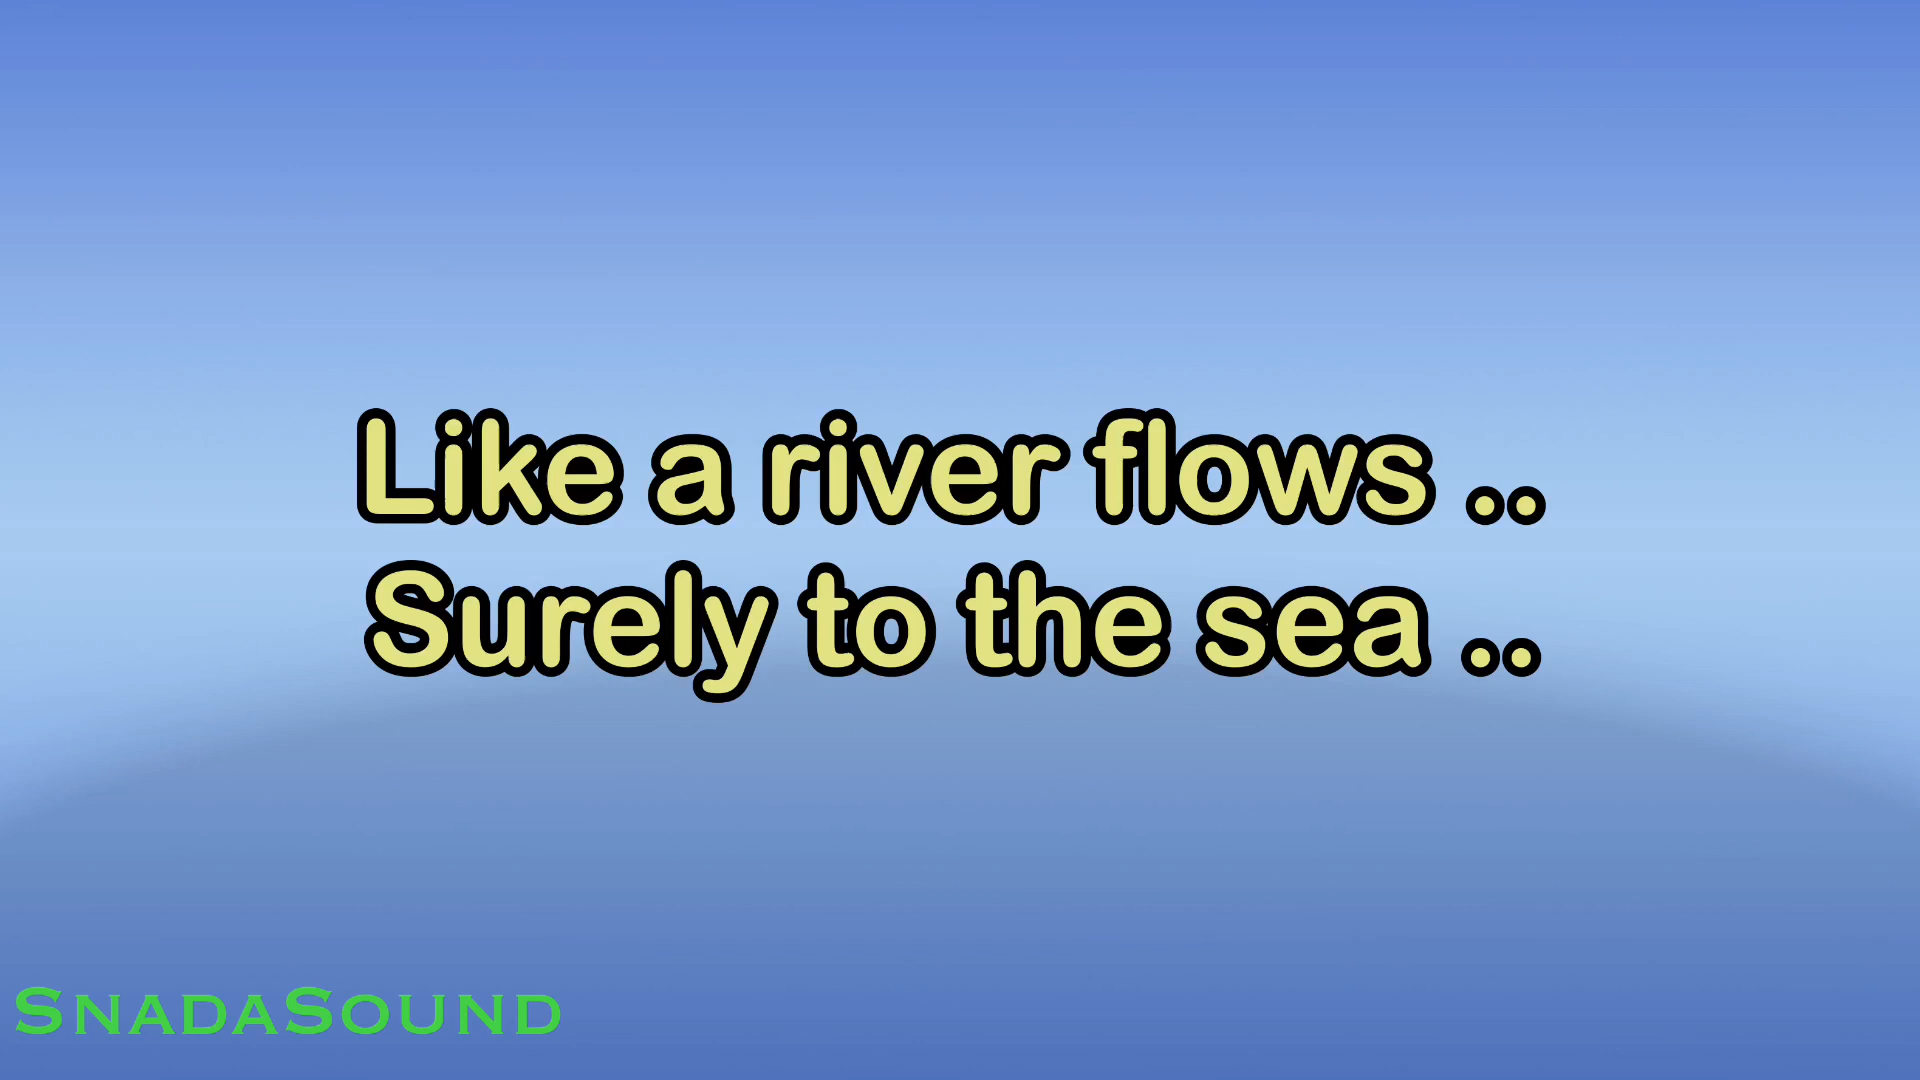 Like a river flows ..
Surely to the sea ..
SnadaSound